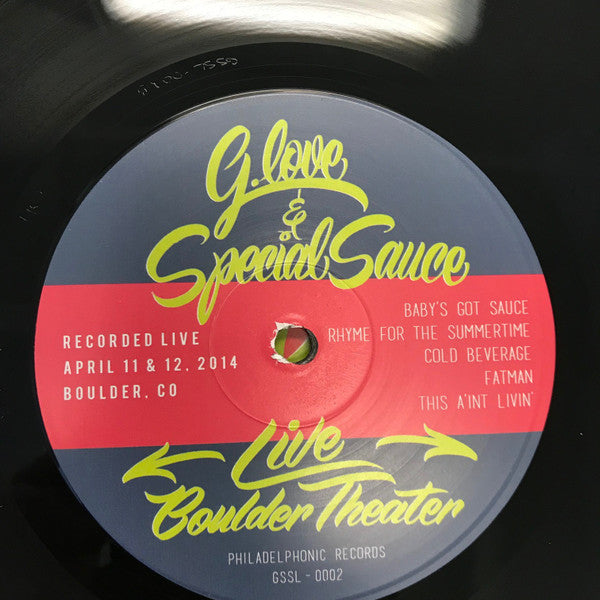 G. Love
&
Special Sauce
RECORDED LIVE
APRIL 11 & 12, 2014
BOULDER, CO
BABY'S GOT SAUCE
RHYME FOR THE SUMMERTIME
COLD BEVERAGE
FATMAN
THIS A'INT LIVIN'
Live
Boulder Theater
PHILADELPHONIC RECORDS
GSSL - 0002